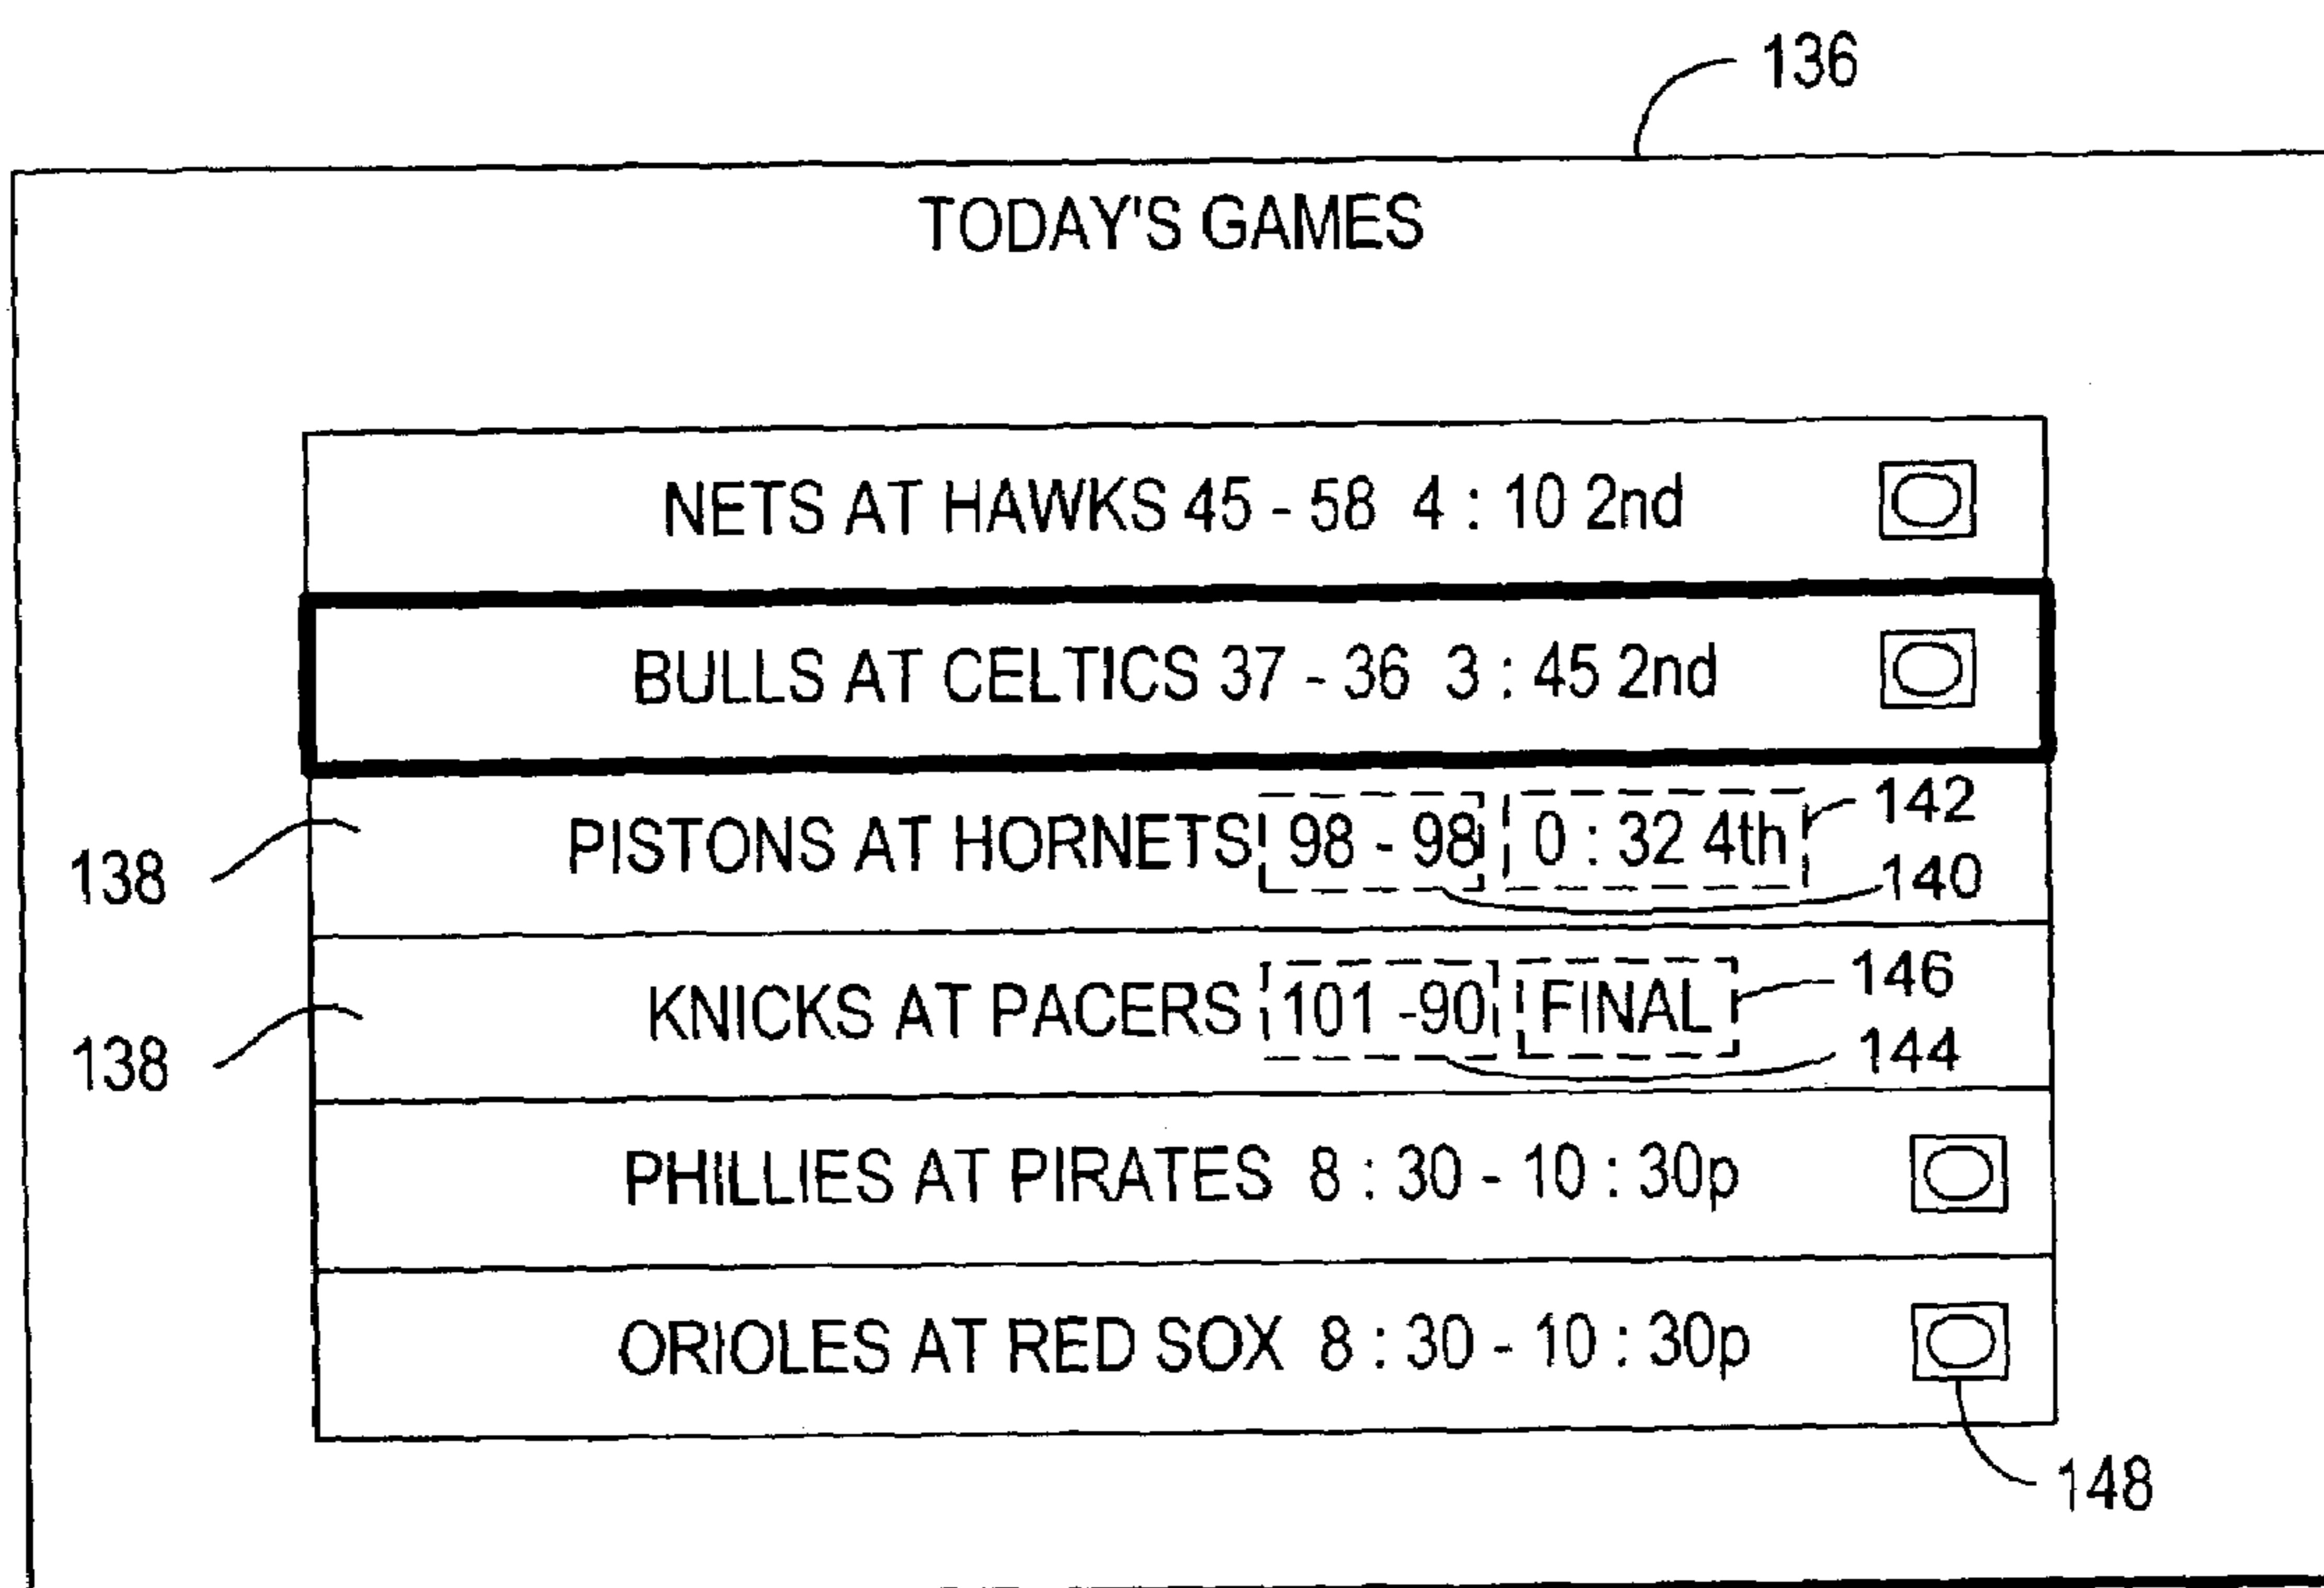 136
TODAY'S GAMES
NETS AT HAWKS 45 - 58 4 : 10 2nd
BULLS AT CELTICS 37 - 36 3 : 45 2nd
138 PISTONS AT HORNETS 98 - 98 0 : 32 4th 142
140
138 KNICKS AT PACERS 101 -90 FINAL 146
144
PHILLIES AT PIRATES 8 : 30 - 10 : 30p
ORIOLES AT RED SOX 8 : 30 - 10 : 30p
148